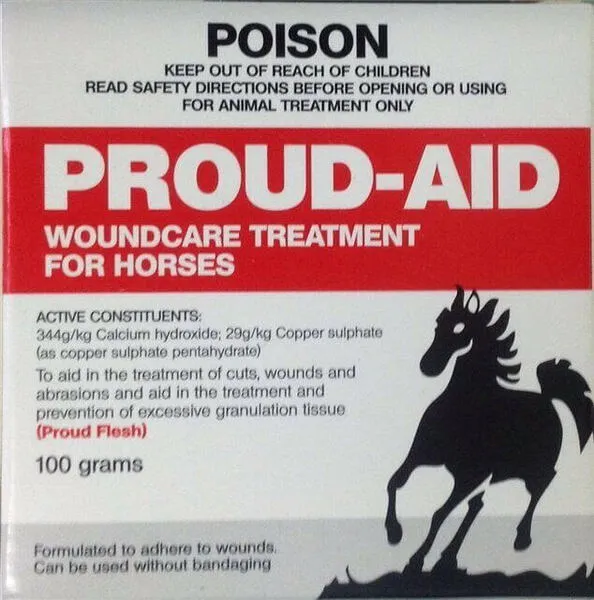 POISON
KEEP OUT OF REACH OF CHILDREN
READ SAFETY DIRECTIONS BEFORE OPENING OR USING
FOR ANIMAL TREATMENT ONLY
PROUD-AID
WOUNDCARE TREATMENT
FOR HORSES
ACTIVE CONSTITUENTS:
344g/kg Calcium hydroxide; 29g/kg Copper sulphate
(as copper sulphate pentahydrate)
To aid in the treatment of cuts, wounds and
abrasions and aid in the treatment and
prevention of excessive granulation tissue
(Proud Flesh)
100 grams
Formulated to adhere to wounds.
Can be used without bandaging